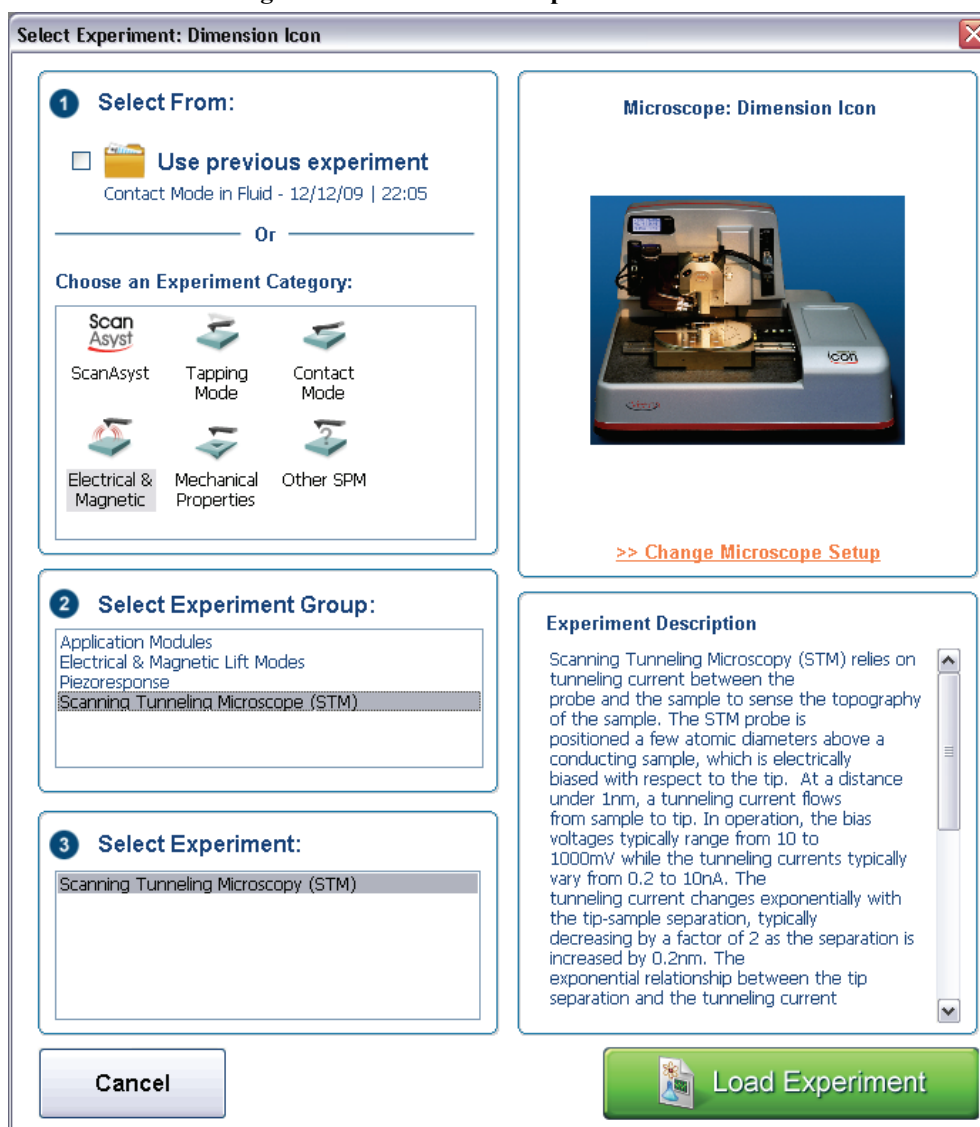 Select Experiment: Dimension Icon
1 Select From:
Use previous experiment
Contact Mode in Fluid - 12/12/09 | 22:05
Or
Choose an Experiment Category:
Scan
Asyst
ScanAsyst
Tapping
Mode
Contact
Mode
?
Electrical &
Magnetic
Mechanical
Properties
Other SPM
2 Select Experiment Group:
Application Modules
Electrical & Magnetic Lift Modes
Piezoresponse
Scanning Tunneling Microscope (STM)
3 Select Experiment:
Scanning Tunneling Microscopy (STM)
Cancel
Microscope: Dimension Icon
icon
>> Change Microscope Setup
Experiment Description
Scanning Tunneling Microscopy (STM) relies on
tunneling current between the
probe and the sample to sense the topography
of the sample. The STM probe is
positioned a few atomic diameters above a
conducting sample, which is electrically
biased with respect to the tip. At a distance
under 1nm, a tunneling current flows
from sample to tip. In operation, the bias
voltages typically range from 10 to
1000mV while the tunneling currents typically
vary from 0.2 to 10nA. The
tunneling current changes exponentially with
the tip-sample separation, typically
decreasing by a factor of 2 as the separation is
increased by 0.2nm. The
exponential relationship between the tip
separation and the tunneling current
Load Experiment